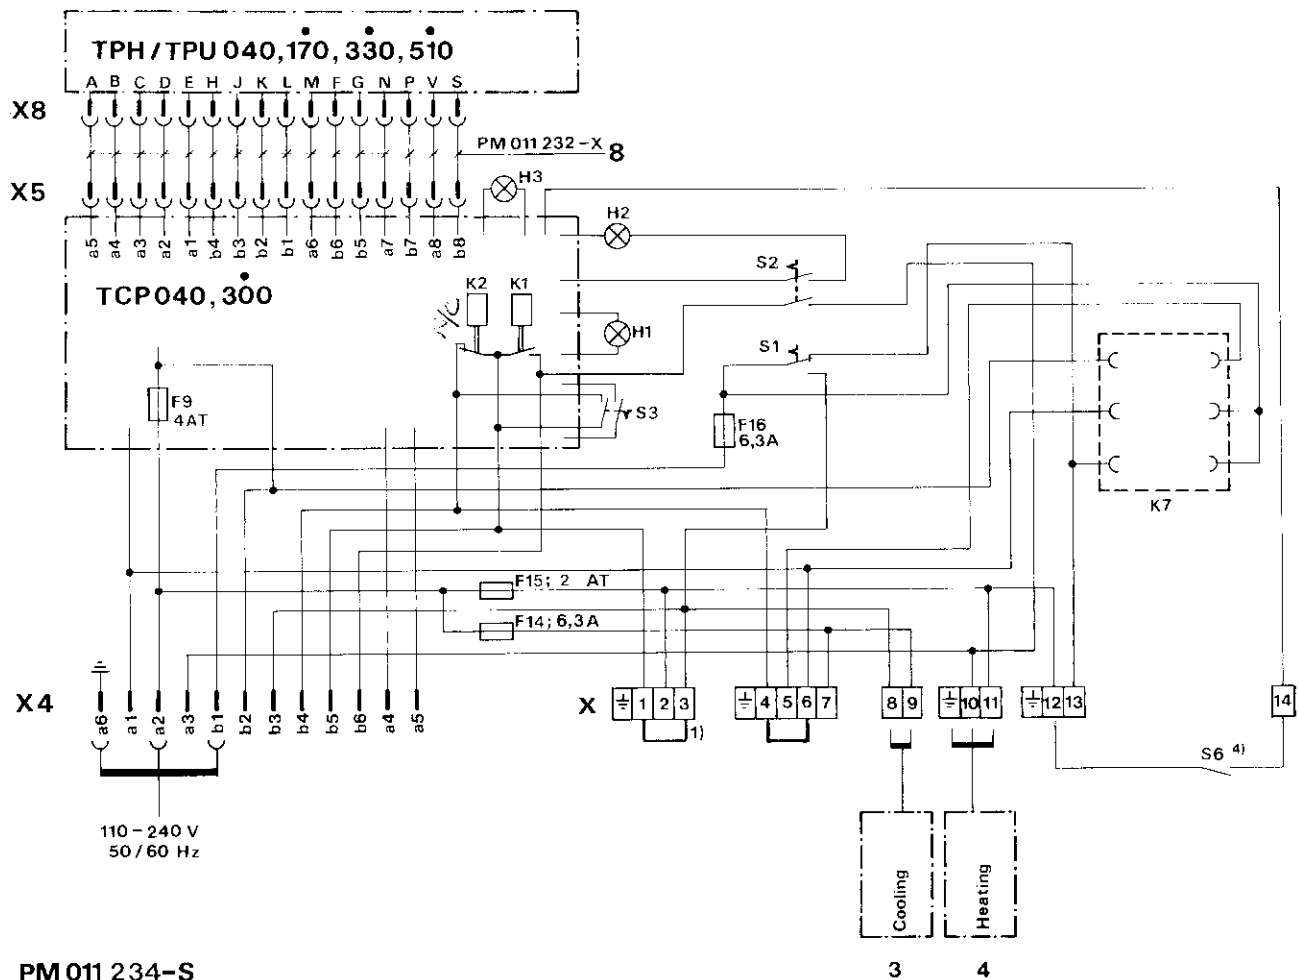 TPH/TPU 040,170,330,510
A B C D E H J K L M F G N P V S
X8
PM 011 232-X 8
X5
H3
H2
a5 a4 a3 a2 a1 b4 b3 b2 b1 a6 b6 b5 a7 b7 a8 b8
S2
TCP 040, 300
K2 K1
N/C
H1
S1
F9
4AT
S3
F16
6,3A
K7
F15; 2 AT
F14; 6,3A
X4
a6 a1 a2 a3 b1 b2 b3 b4 b5 b6 a4 a5
X
1 2 3
4 5 6 7
8 9
10 11
12 13
14
1)
S6 4)
110-240 V
50/60 Hz
Cooling
Heating
PM 011 234-S
3
4